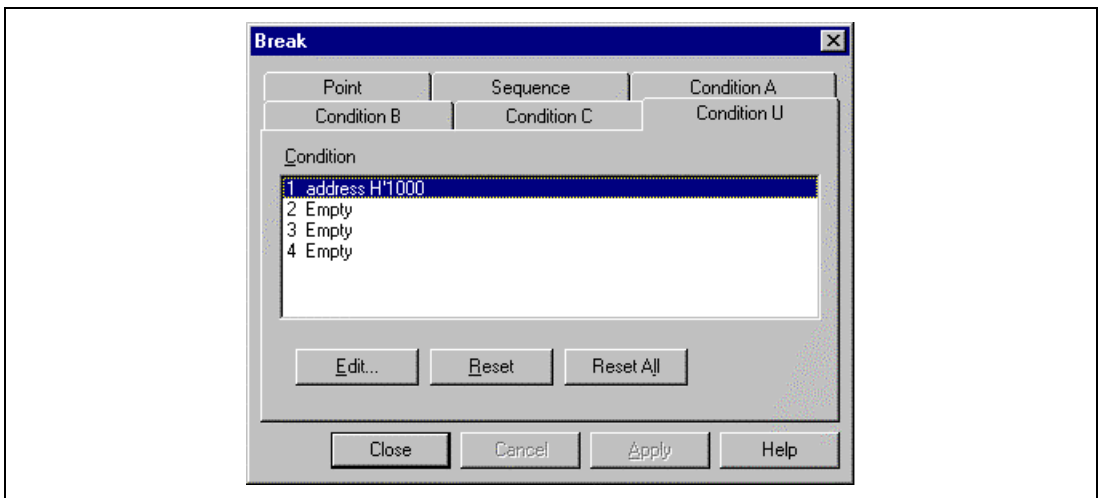 Break
Point Sequence Condition A
Condition B Condition C Condition U
Condition
1 address H'1000
2 Empty
3 Empty
4 Empty
Edit... Reset Reset All
Close Cancel Apply Help